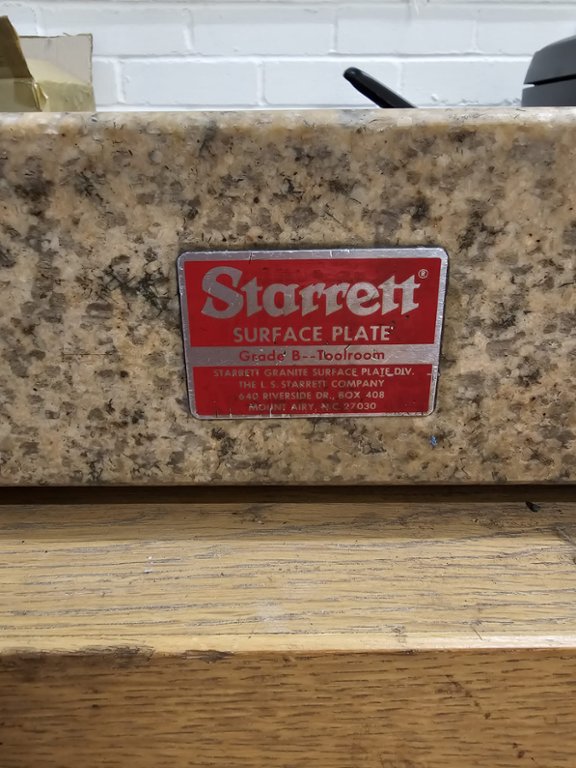 Starrett®
SURFACE PLATE
Grade B--Toolroom
STARRETT GRANITE SURFACE PLATE DIV.
THE L. S. STARRETT COMPANY
640 RIVERSIDE DR., BOX 408
MOUNT AIRY, N.C. 27030